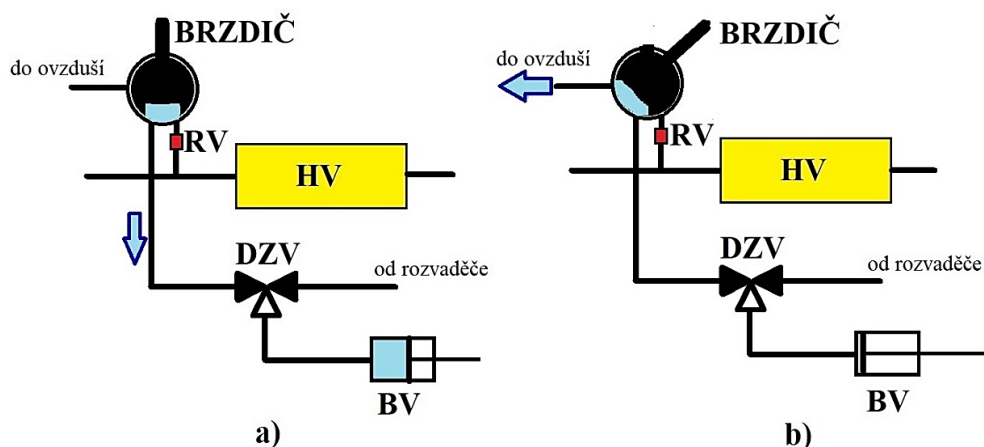 BRZDIČ
do ovzduší
RV
HV
DZV
od rozvaděče
BV
a)
BRZDIČ
do ovzduší
RV
HV
DZV
od rozvaděče
BV
b)